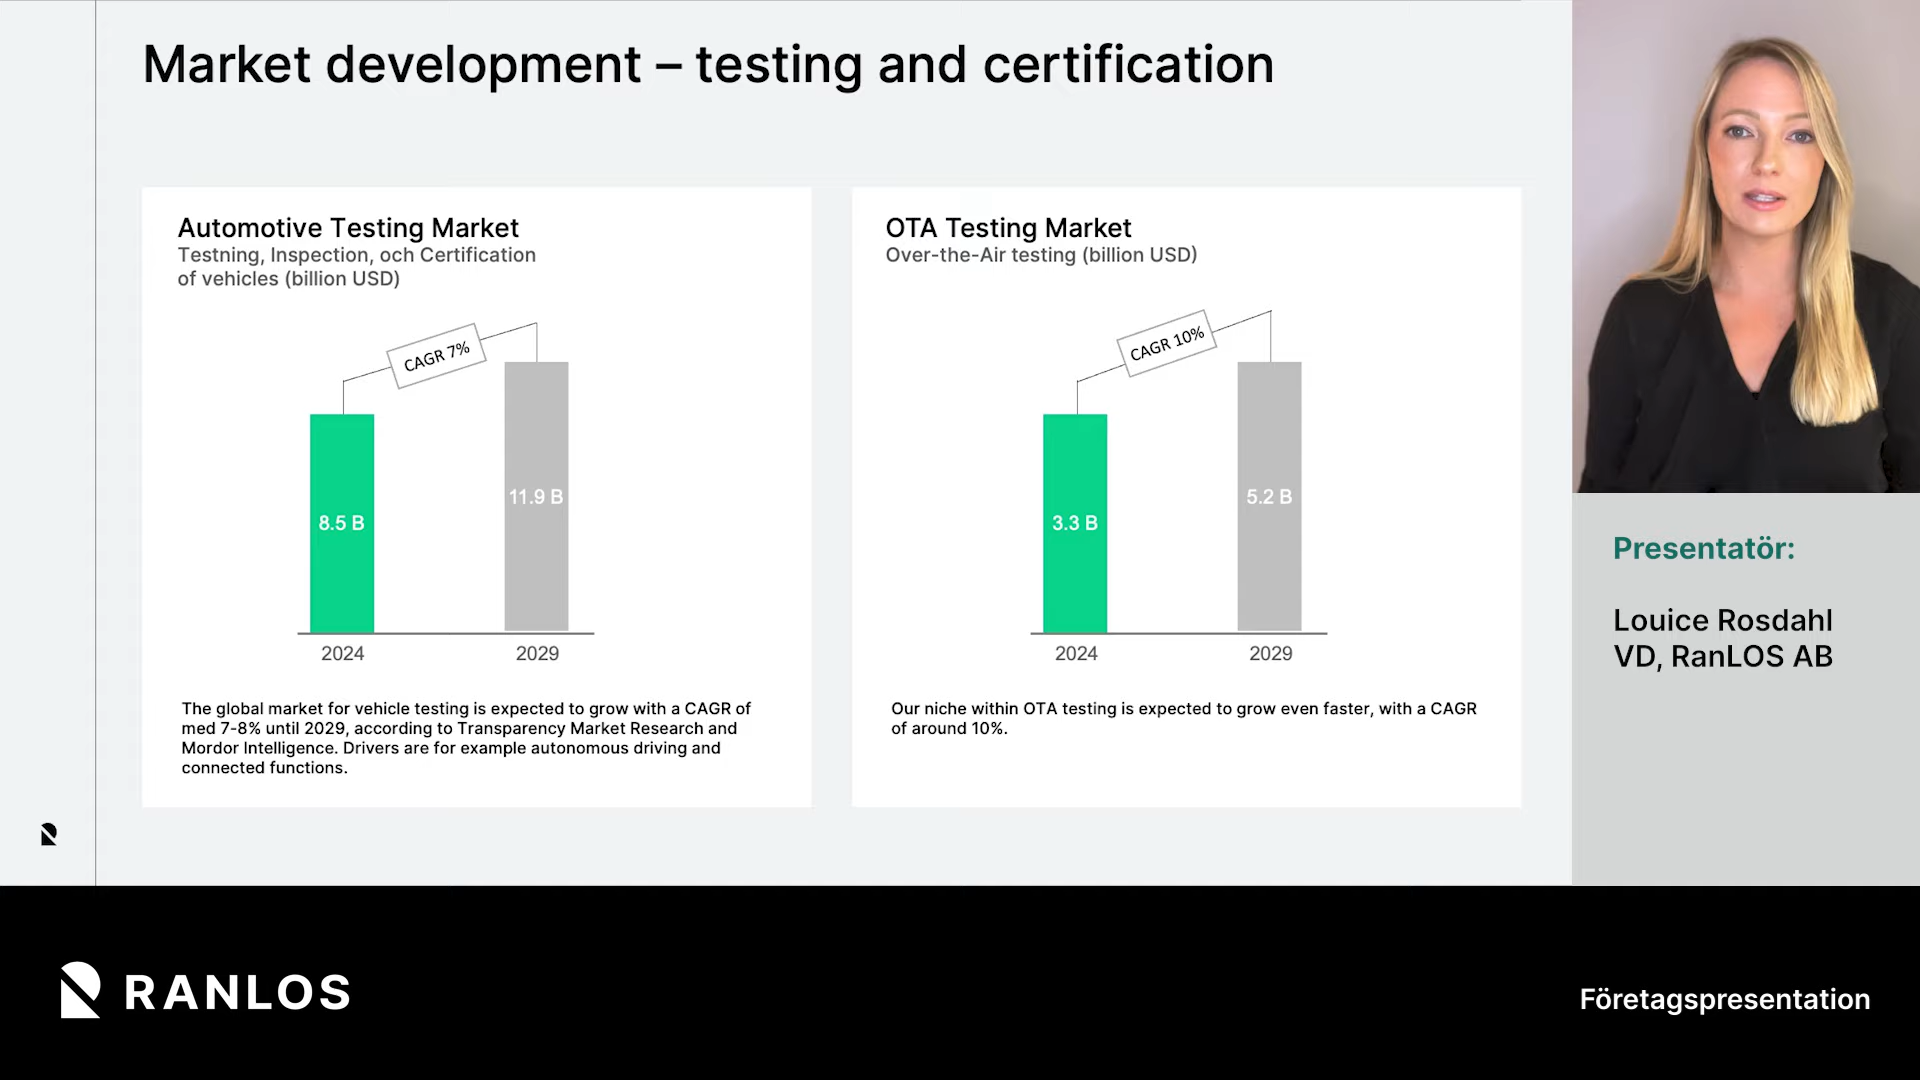 Market development – testing and certification
Automotive Testing Market
Testning, Inspection, och Certification
of vehicles (billion USD)
CAGR 7%
8.5 B
11.9 B
2024
2029
The global market for vehicle testing is expected to grow with a CAGR of
med 7-8% until 2029, according to Transparency Market Research and
Mordor Intelligence. Drivers are for example autonomous driving and
connected functions.
OTA Testing Market
Over-the-Air testing (billion USD)
CAGR 10%
3.3 B
5.2 B
2024
2029
Our niche within OTA testing is expected to grow even faster, with a CAGR
of around 10%.
Presentatör:
Louice Rosdahl
VD, RanLOS AB
RANLOS
Företagspresentation